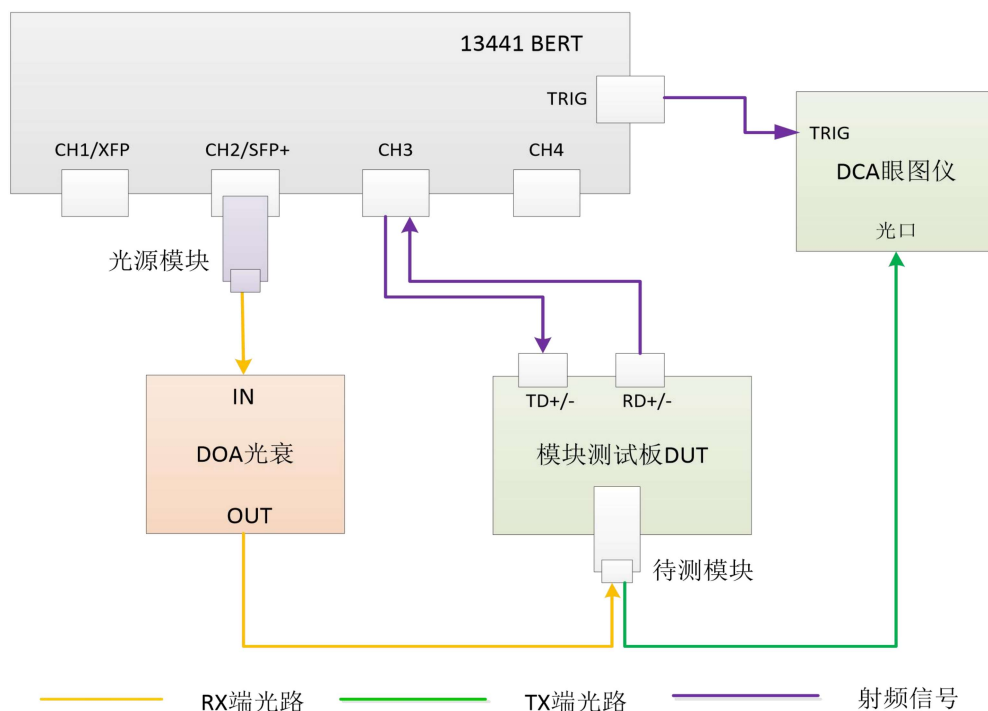 13441 BERT
TRIG
CH1/XFP
CH2/SFP+
CH3
CH4
TRIG
DCA眼图仪
光口
光源模块
IN
DOA光衰
OUT
TD+/-
RD+/-
模块测试板DUT
待测模块
RX端光路
TX端光路
射频信号